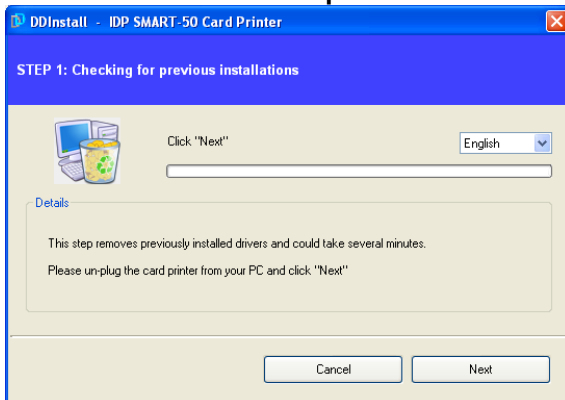 DDInstall - IDP SMART-50 Card Printer
STEP 1: Checking for previous installations
Click "Next"
English
Details
This step removes previously installed drivers and could take several minutes.
Please un-plug the card printer from your PC and click "Next"
Cancel
Next